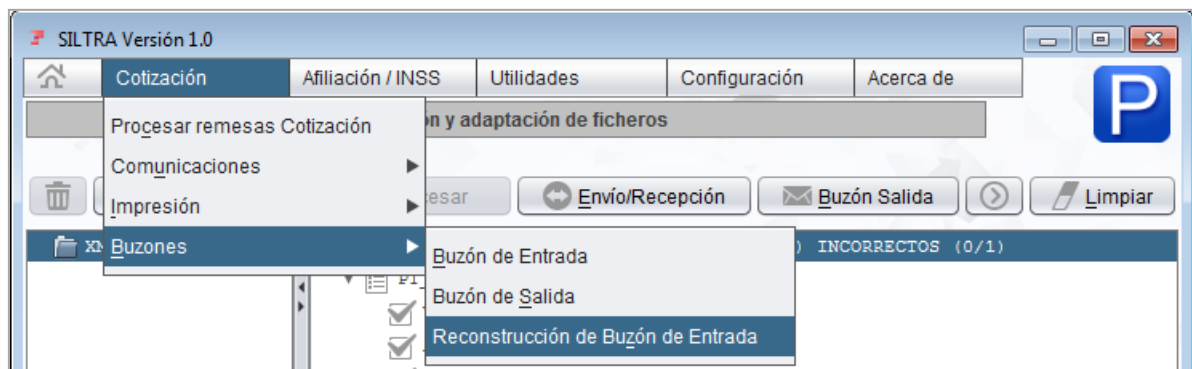 SILTRA Versión 1.0
Cotización
Afiliación / INSS
Utilidades
Configuración
Acerca de
P
Procesar remesas Cotización
y adaptación de ficheros
Comunicaciones
Impresión
Envío/Recepción
Buzón Salida
Limpiar
Buzones
INCORRECTOS (0/1)
Buzón de Entrada
Buzón de Salida
Reconstrucción de Buzón de Entrada